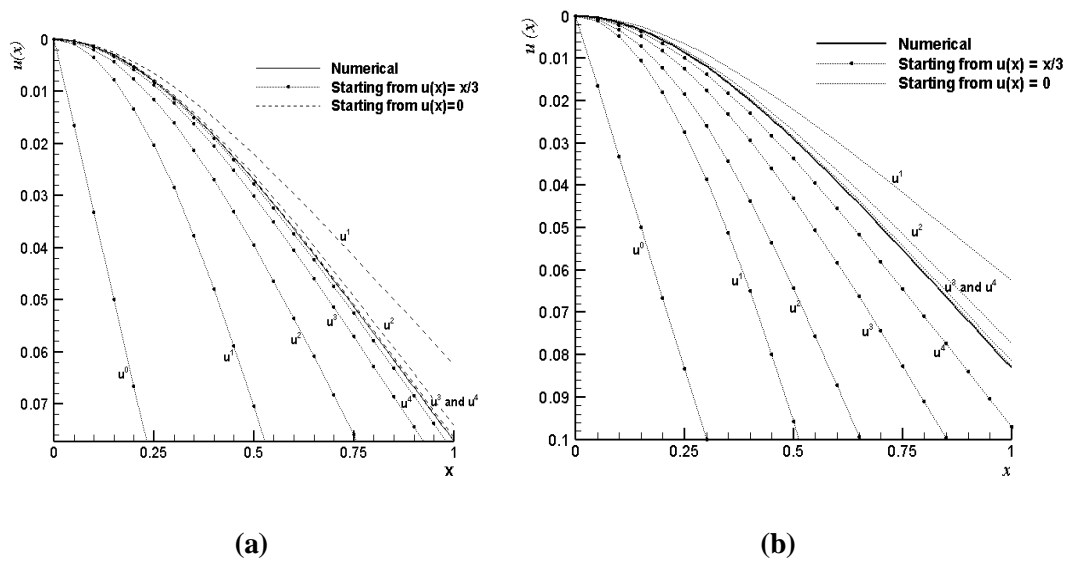 0
0.01
0.02
0.03
0.04
0.05
0.06
0.07
u(x)
Numerical
Starting from u(x)= x/3
Starting from u(x)=0
u¹
u²
u³
u³ and u⁴
u⁴
u²
u¹
u⁰
0 0.25 0.5 0.75 1
x
(a)
0
0.01
0.02
0.03
0.04
0.05
0.06
0.07
0.08
0.09
0.1
u(x)
Numerical
Starting from u(x) = x/3
Starting from u(x) = 0
u¹
u²
u⁰
u³ and u⁴
u¹
u²
u³
u⁴
0.25 0.5 0.75 1
x
(b)